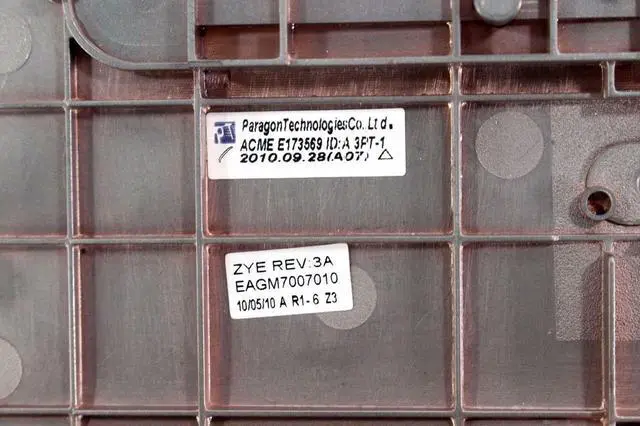 PT ParagonTechnologiesCo. Ltd.
ACME E173569 ID:A 3PT-1
2010.09.28(A07) △
ZYE REV:3A
EAGM7007010
10/05/10 A R1-6 Z3